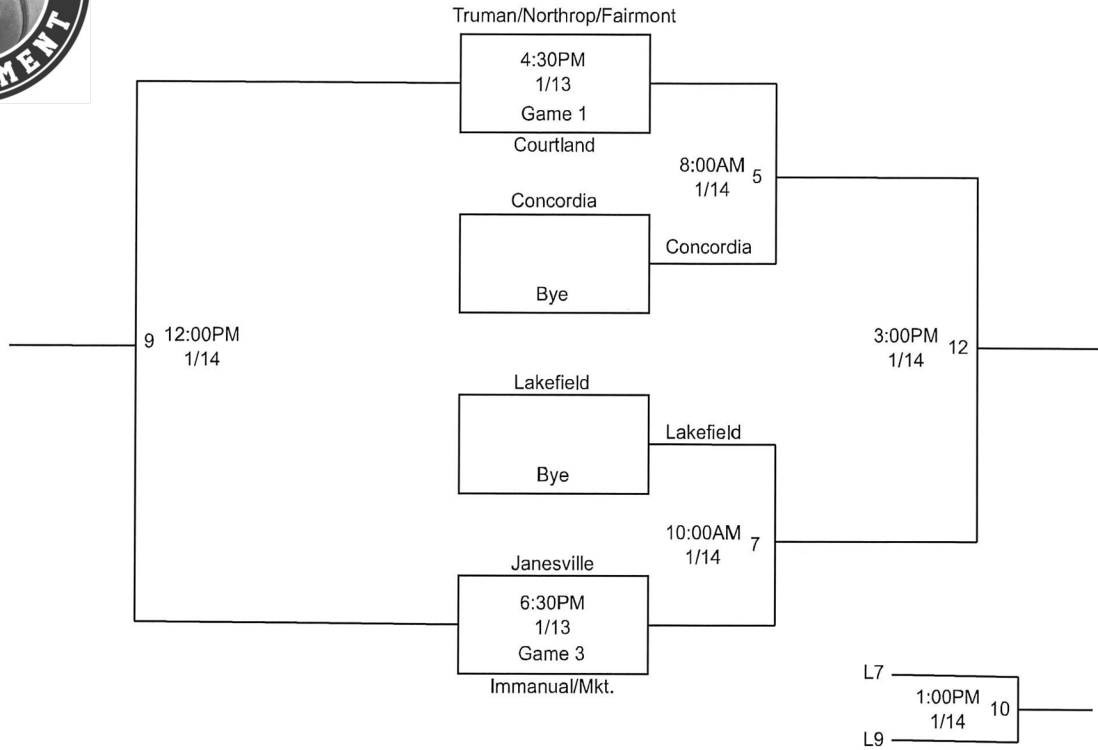 MENT
Truman/Northrop/Fairmont
4:30PM
1/13
Game 1
Courtland
8:00AM 5
1/14
Concordia
Concordia
Bye
9 12:00PM
1/14
3:00PM 12
1/14
Lakefield
Lakefield
Bye
10:00AM 7
1/14
Janesville
6:30PM
1/13
Game 3
Immanual/Mkt.
L7
1:00PM 10
1/14
L9